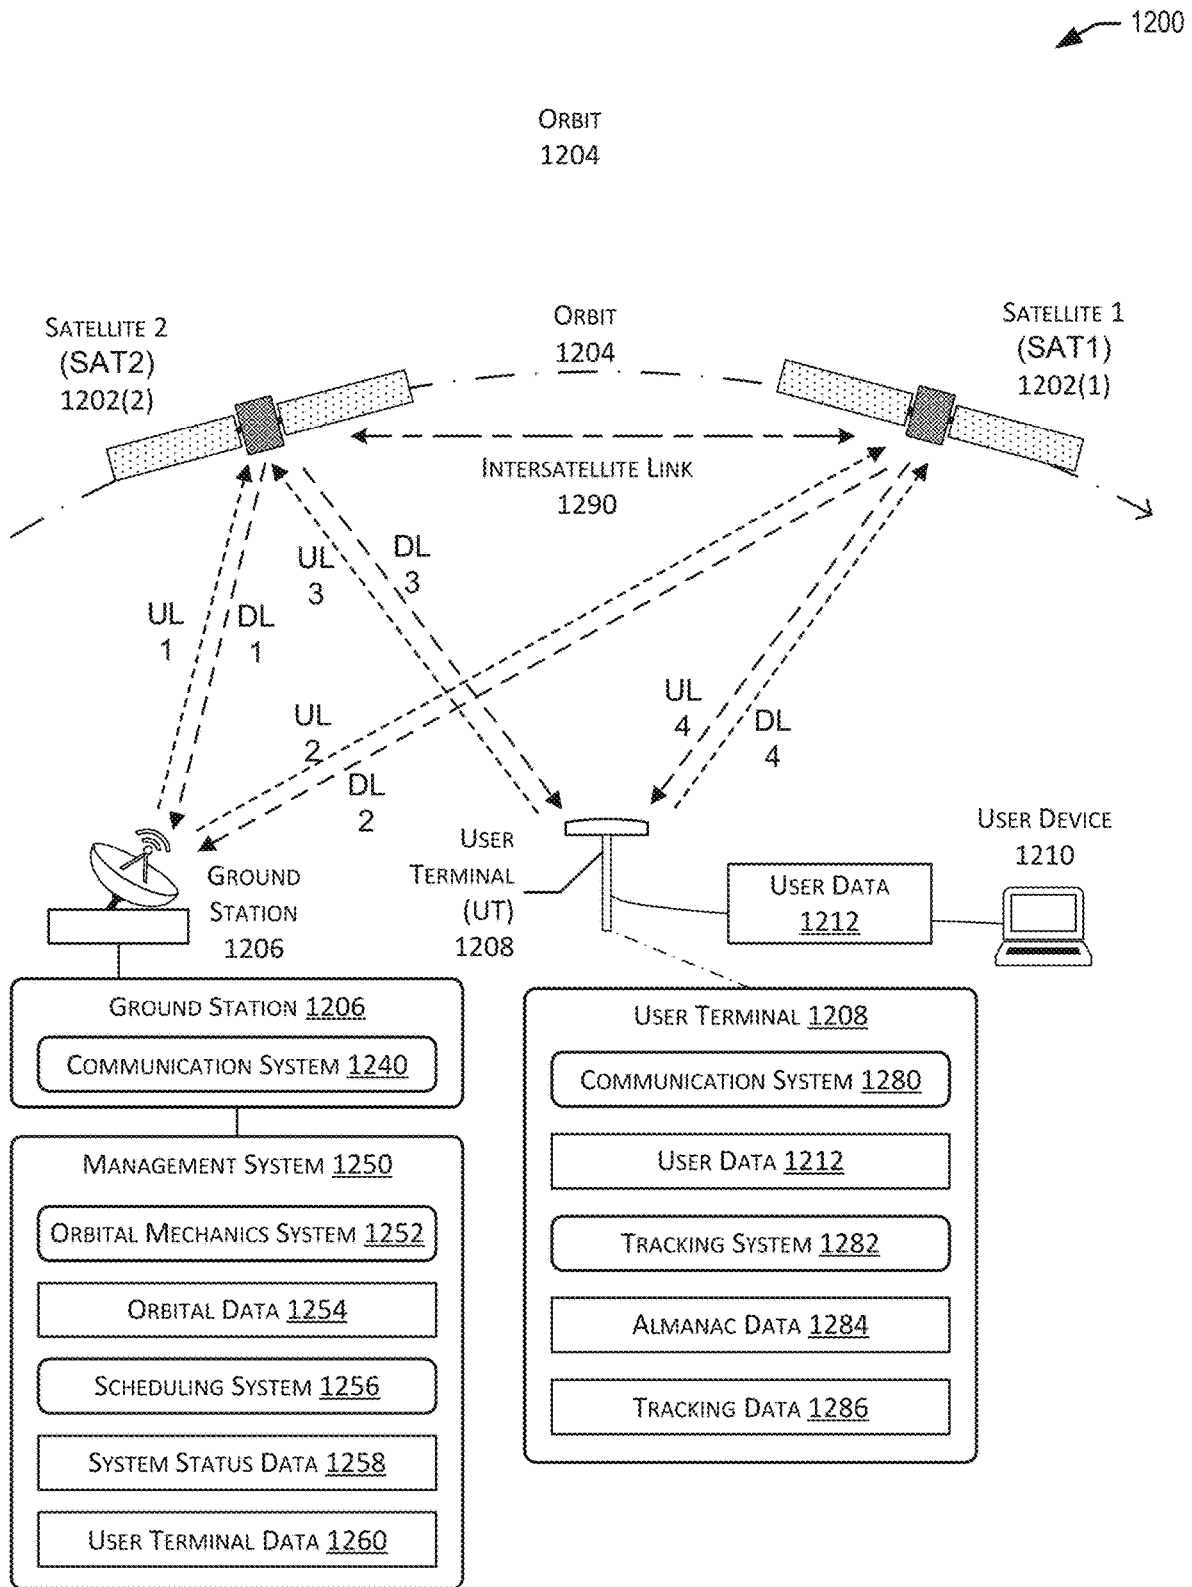 1200
ORBIT
1204
SATELLITE 2
(SAT2)
1202(2)
ORBIT
1204
SATELLITE 1
(SAT1)
1202(1)
INTERSATELLITE LINK
1290
UL
1
DL
1
UL
3
DL
3
UL
2
DL
2
UL
4
DL
4
GROUND
STATION
1206
USER
TERMINAL
(UT)
1208
USER DATA
1212
USER DEVICE
1210
GROUND STATION 1206
COMMUNICATION SYSTEM 1240
MANAGEMENT SYSTEM 1250
ORBITAL MECHANICS SYSTEM 1252
ORBITAL DATA 1254
SCHEDULING SYSTEM 1256
SYSTEM STATUS DATA 1258
USER TERMINAL DATA 1260
USER TERMINAL 1208
COMMUNICATION SYSTEM 1280
USER DATA 1212
TRACKING SYSTEM 1282
ALMANAC DATA 1284
TRACKING DATA 1286